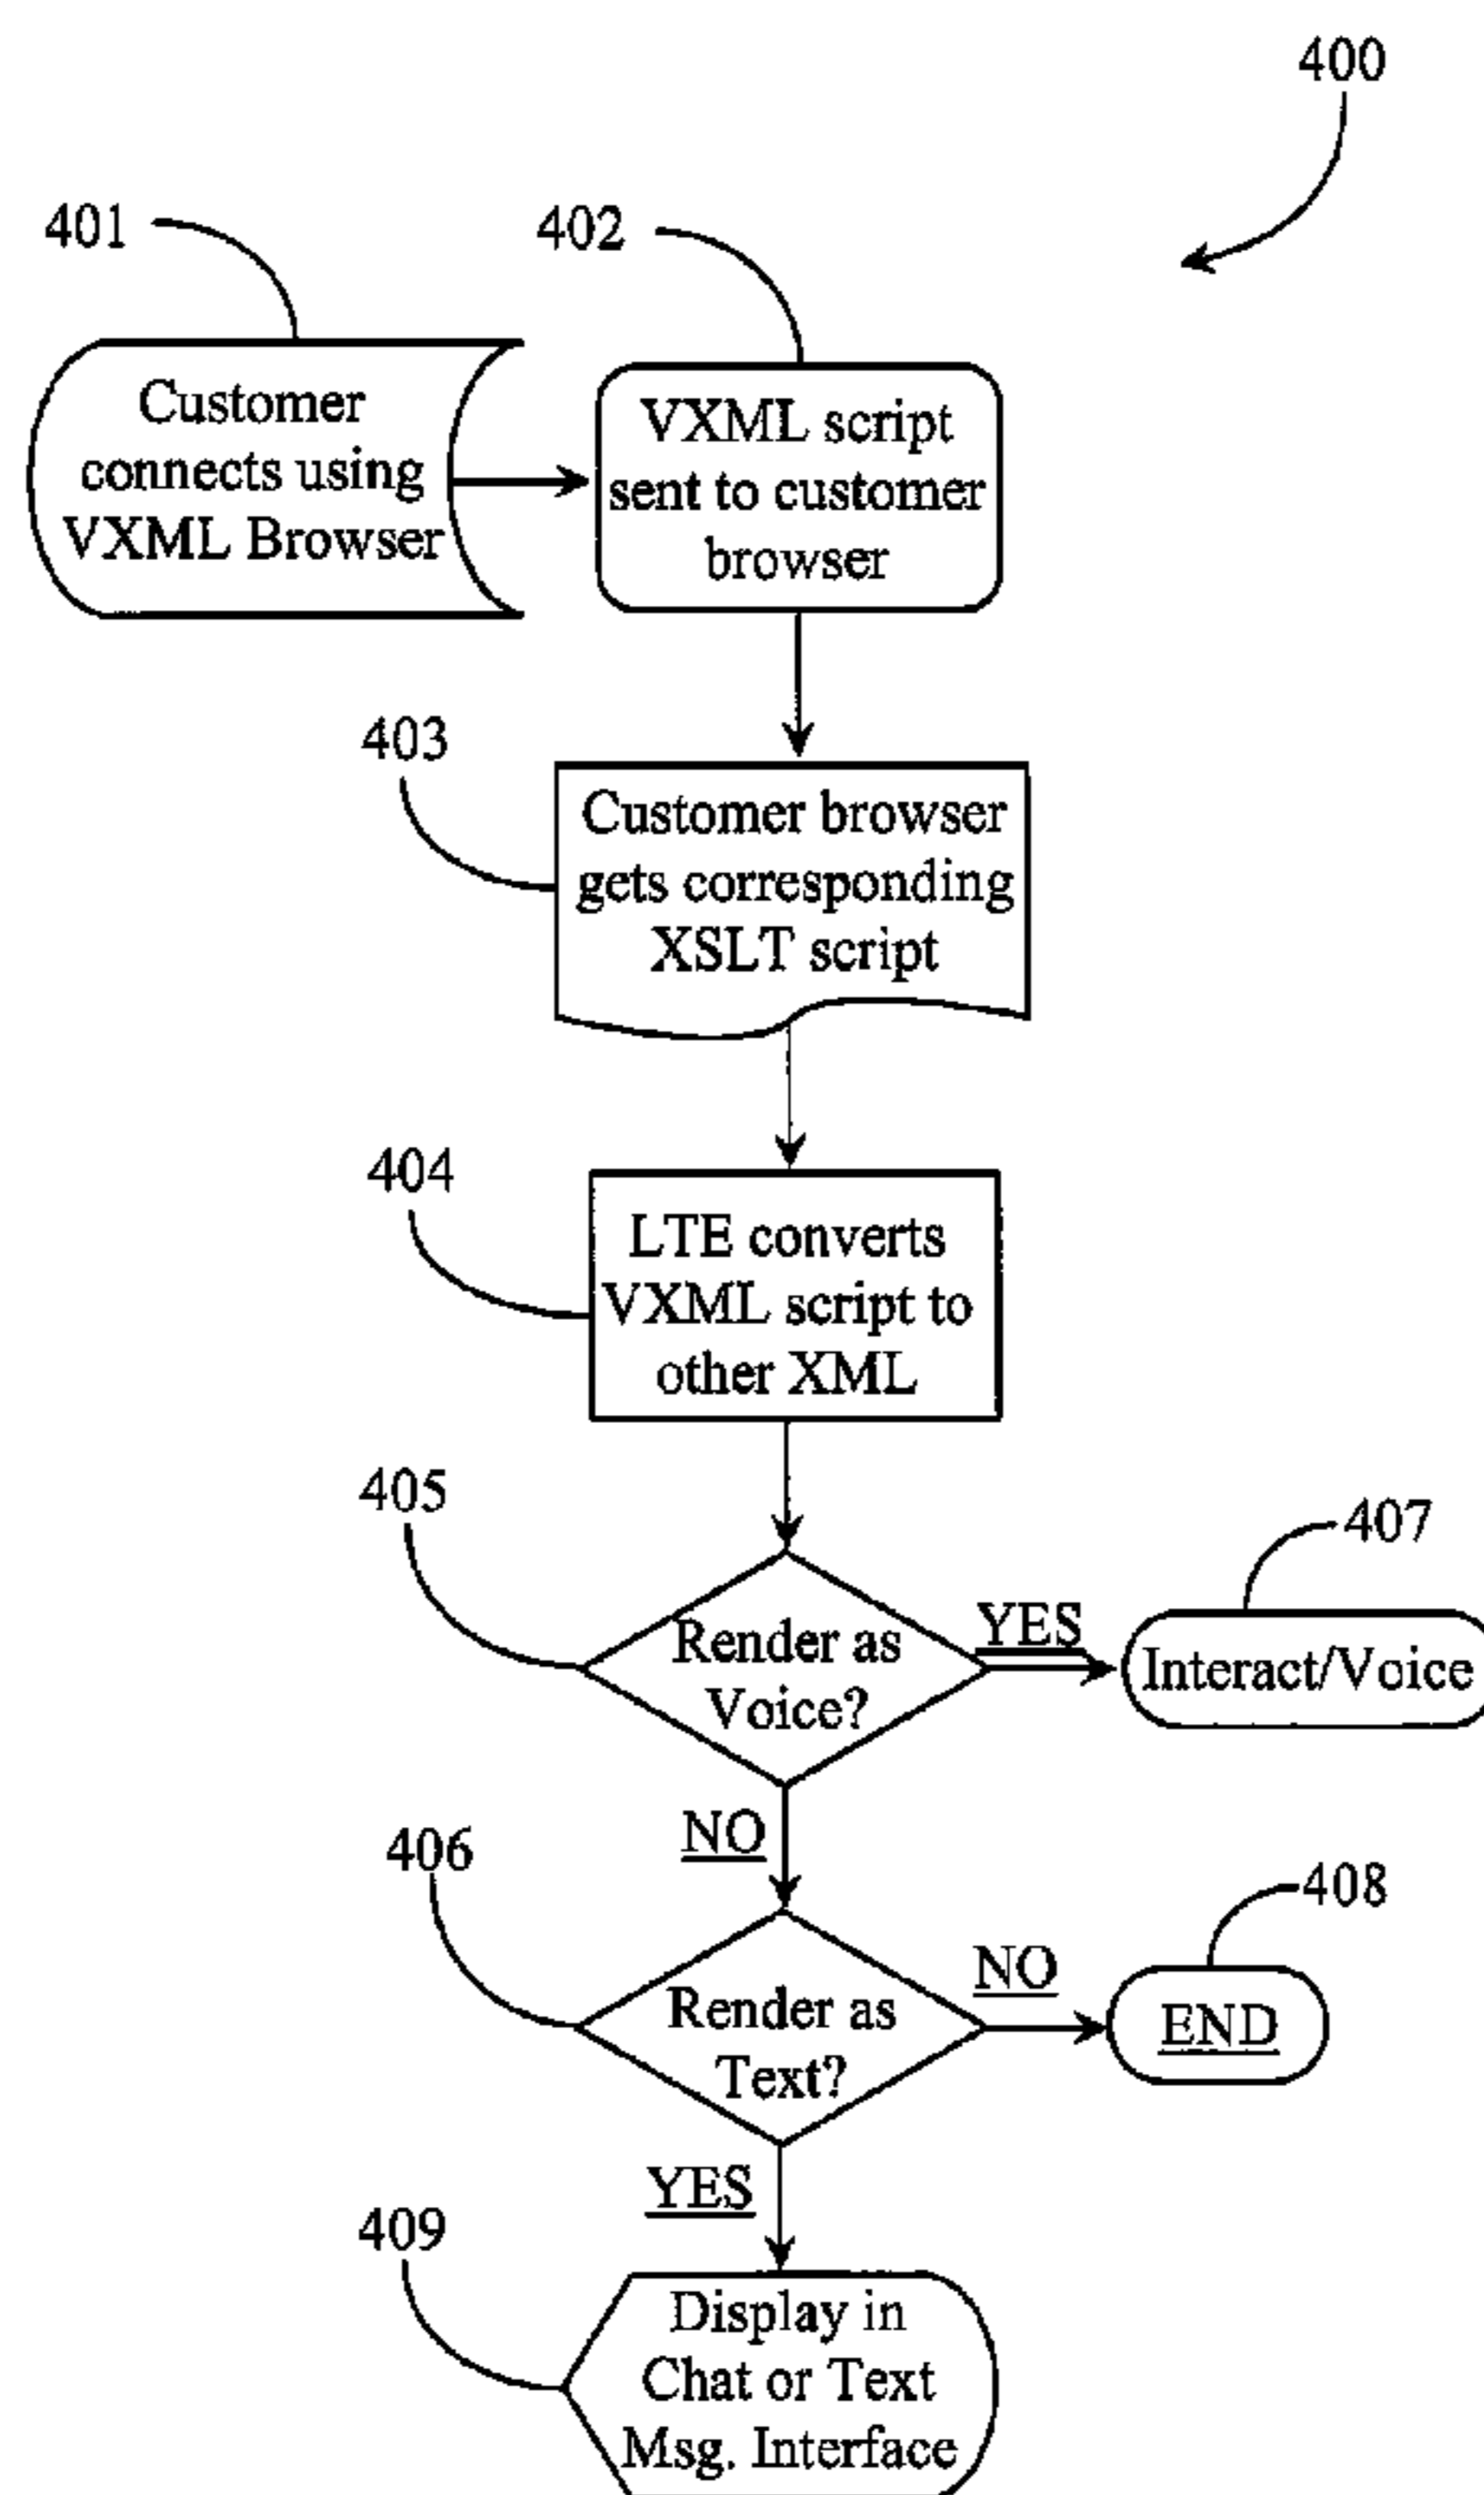 400
401
402
Customer
connects using
VXML Browser
VXML script
sent to customer
browser
403
Customer browser
gets corresponding
XSLT script
404
LTE converts
VXML script to
other XML
405
Render as
Voice?
YES
407
Interact/Voice
NO
406
Render as
Text?
NO
408
END
YES
409
Display in
Chat or Text
Msg. Interface